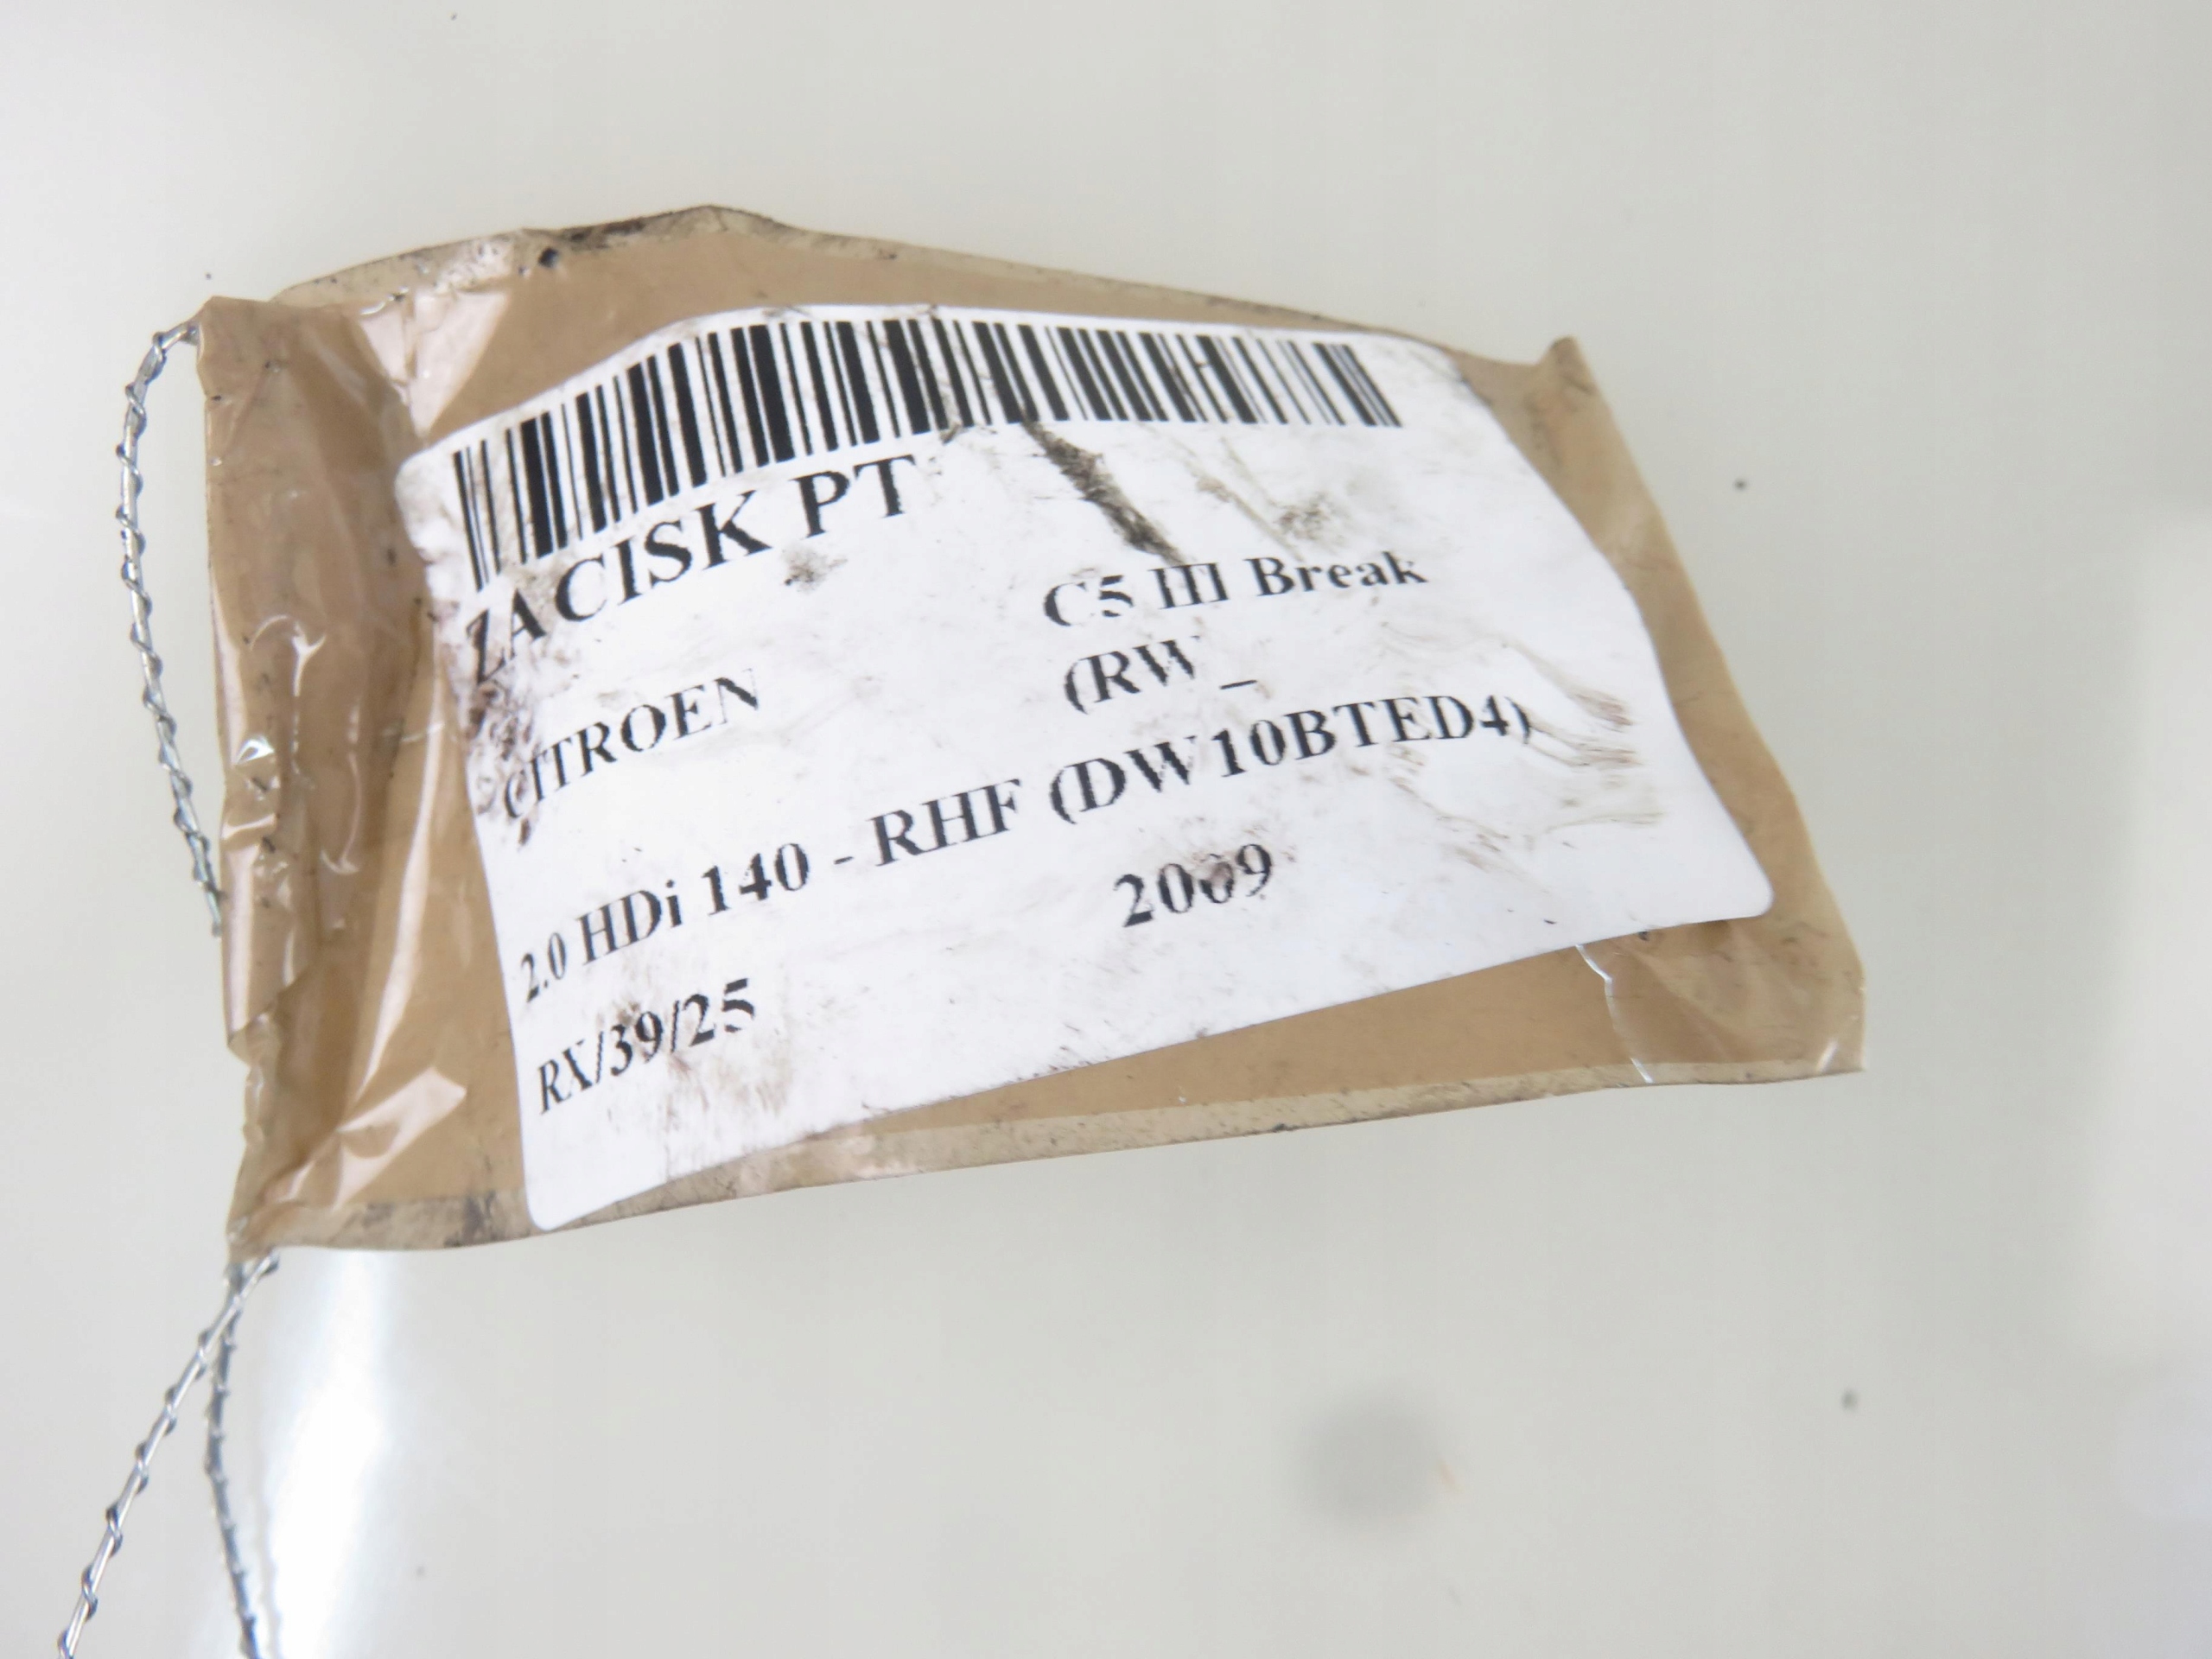 ZACISK PT
CITROEN C5 III Break
(RW_
2.0 HDi 140 - RHF (DW10BTED4)
2009
RX/39/25